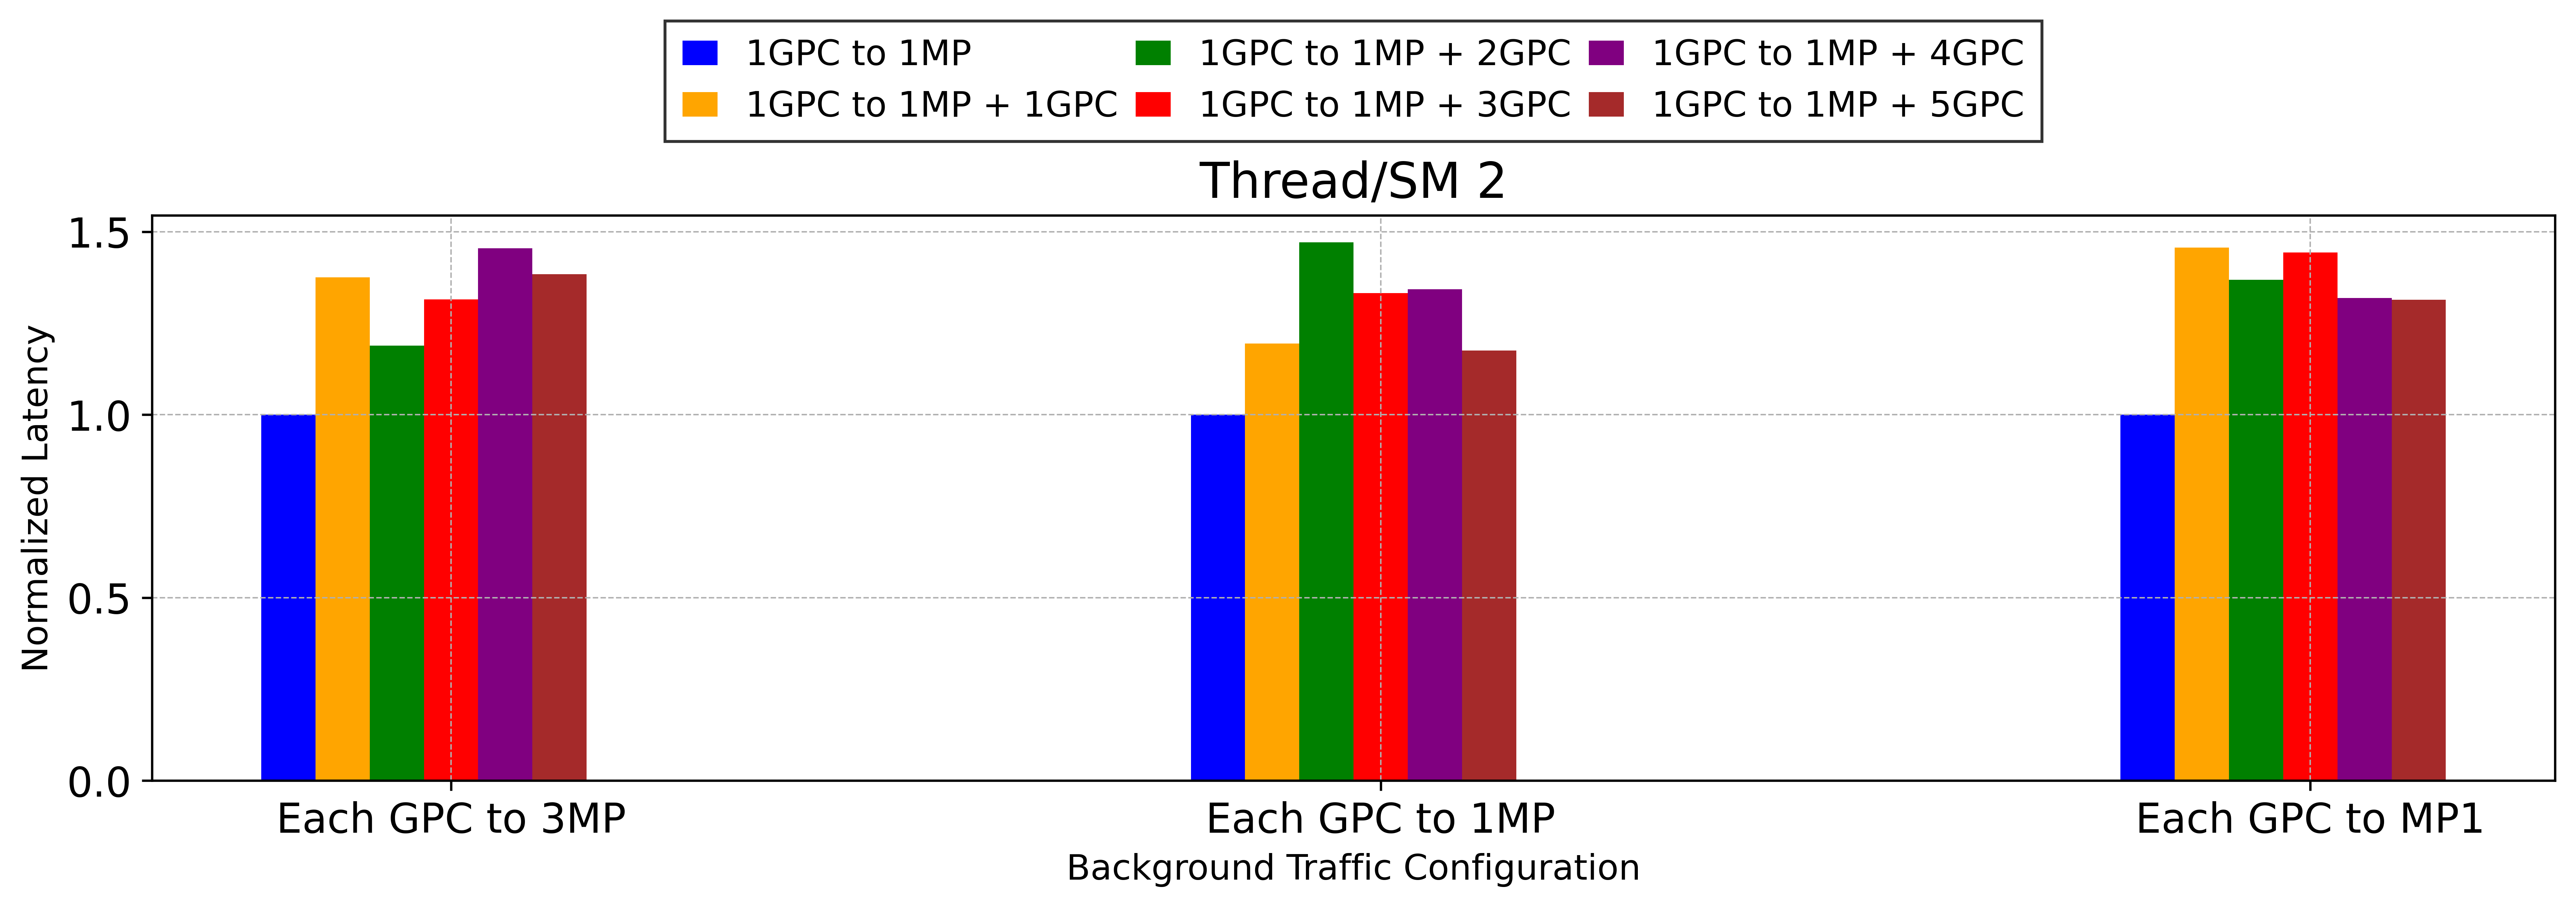 1GPC to 1MP
1GPC to 1MP + 1GPC
1GPC to 1MP + 2GPC
1GPC to 1MP + 3GPC
1GPC to 1MP + 4GPC
1GPC to 1MP + 5GPC
Thread/SM 2
Normalized Latency
1.5
1.0
0.5
0.0
Each GPC to 3MP
Each GPC to 1MP
Each GPC to MP1
Background Traffic Configuration